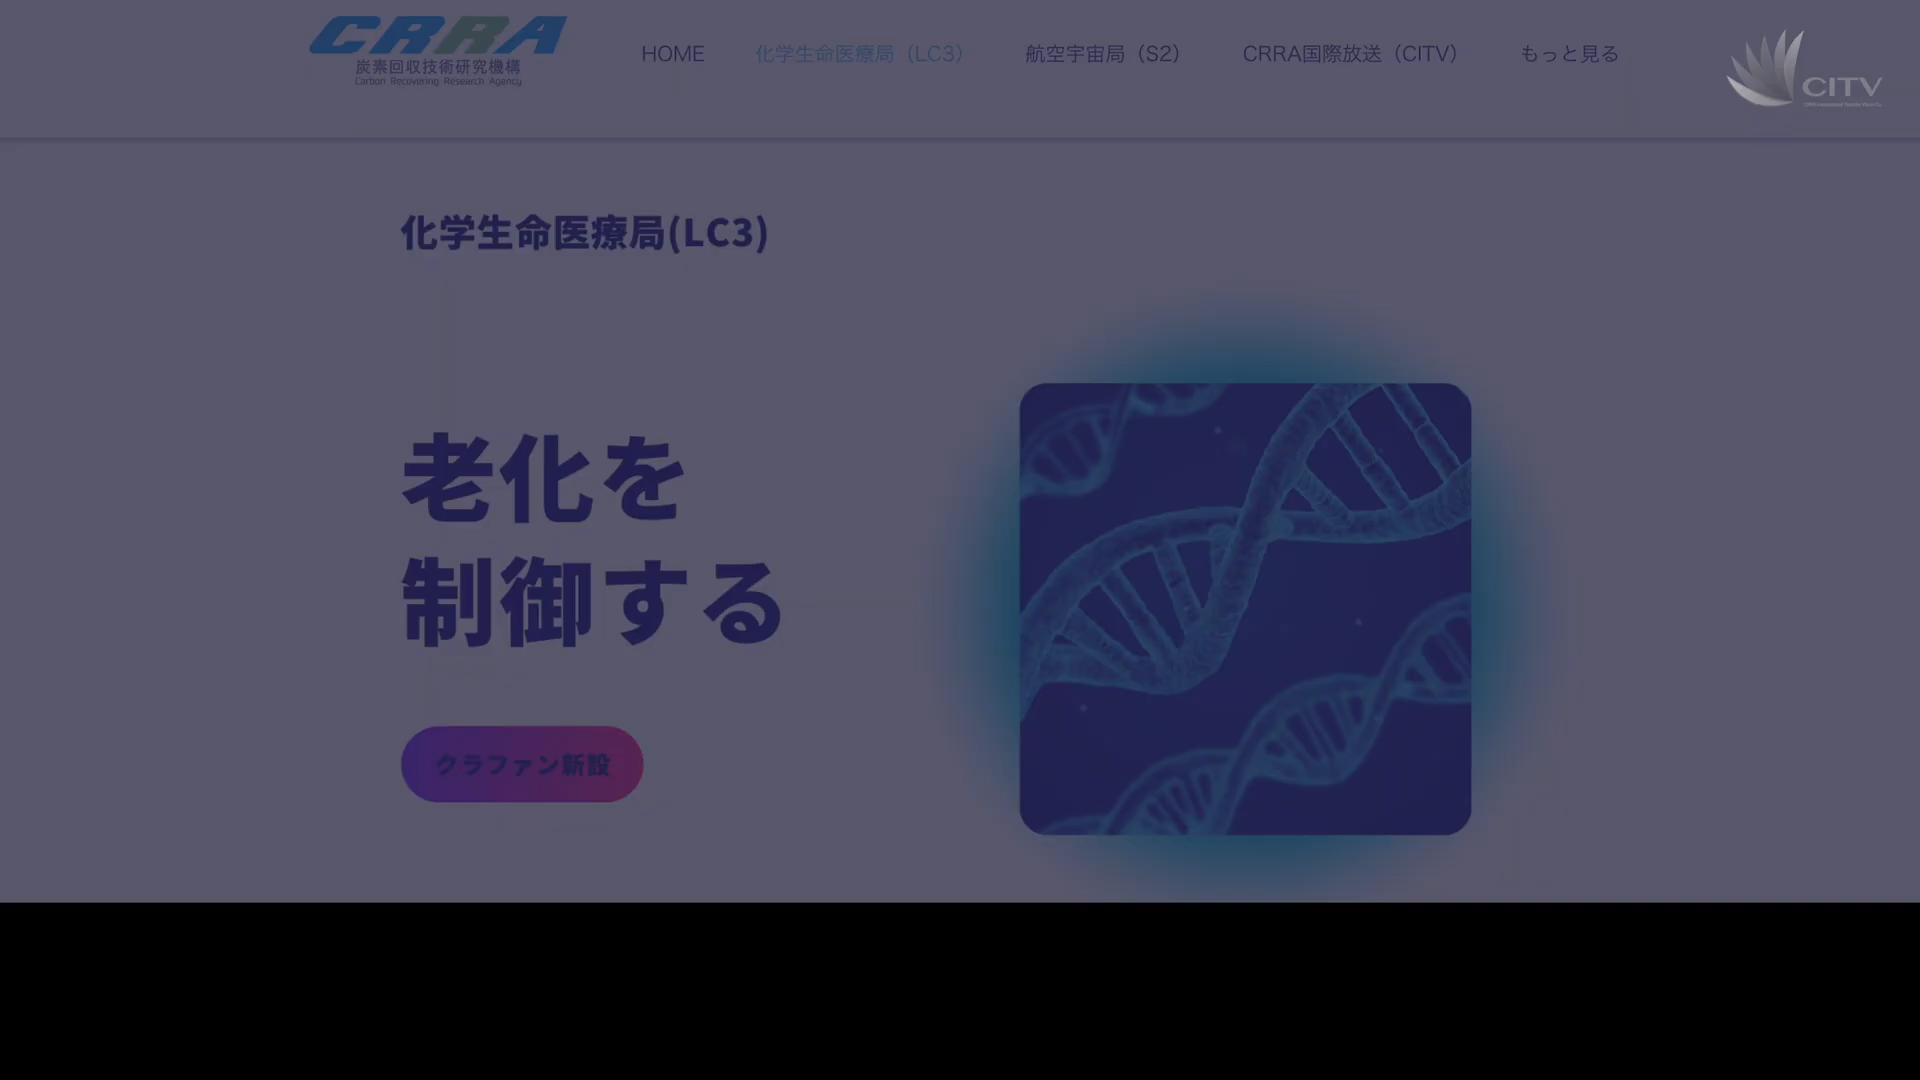 CRRA
炭素回収技術研究機構
Carbon Recovering Research Agency
HOME
化学生命医療局（LC3）
航空宇宙局（S2）
CRRA国際放送（CITV）
もっと見る
CITV
化学生命医療局(LC3)
老化を
制御する
クラファン新設